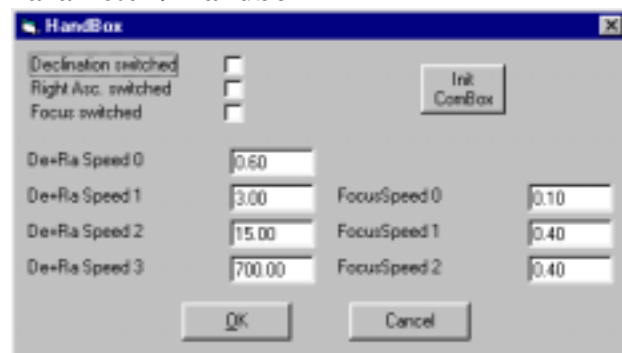 HandBox
Declination switched
Right Asc. switched
Focus switched
Init
ComBox
De+Ra Speed 0 0.60
De+Ra Speed 1 3.00 FocusSpeed 0 0.10
De+Ra Speed 2 15.00 FocusSpeed 1 0.40
De+Ra Speed 3 700.00 FocusSpeed 2 0.40
OK Cancel